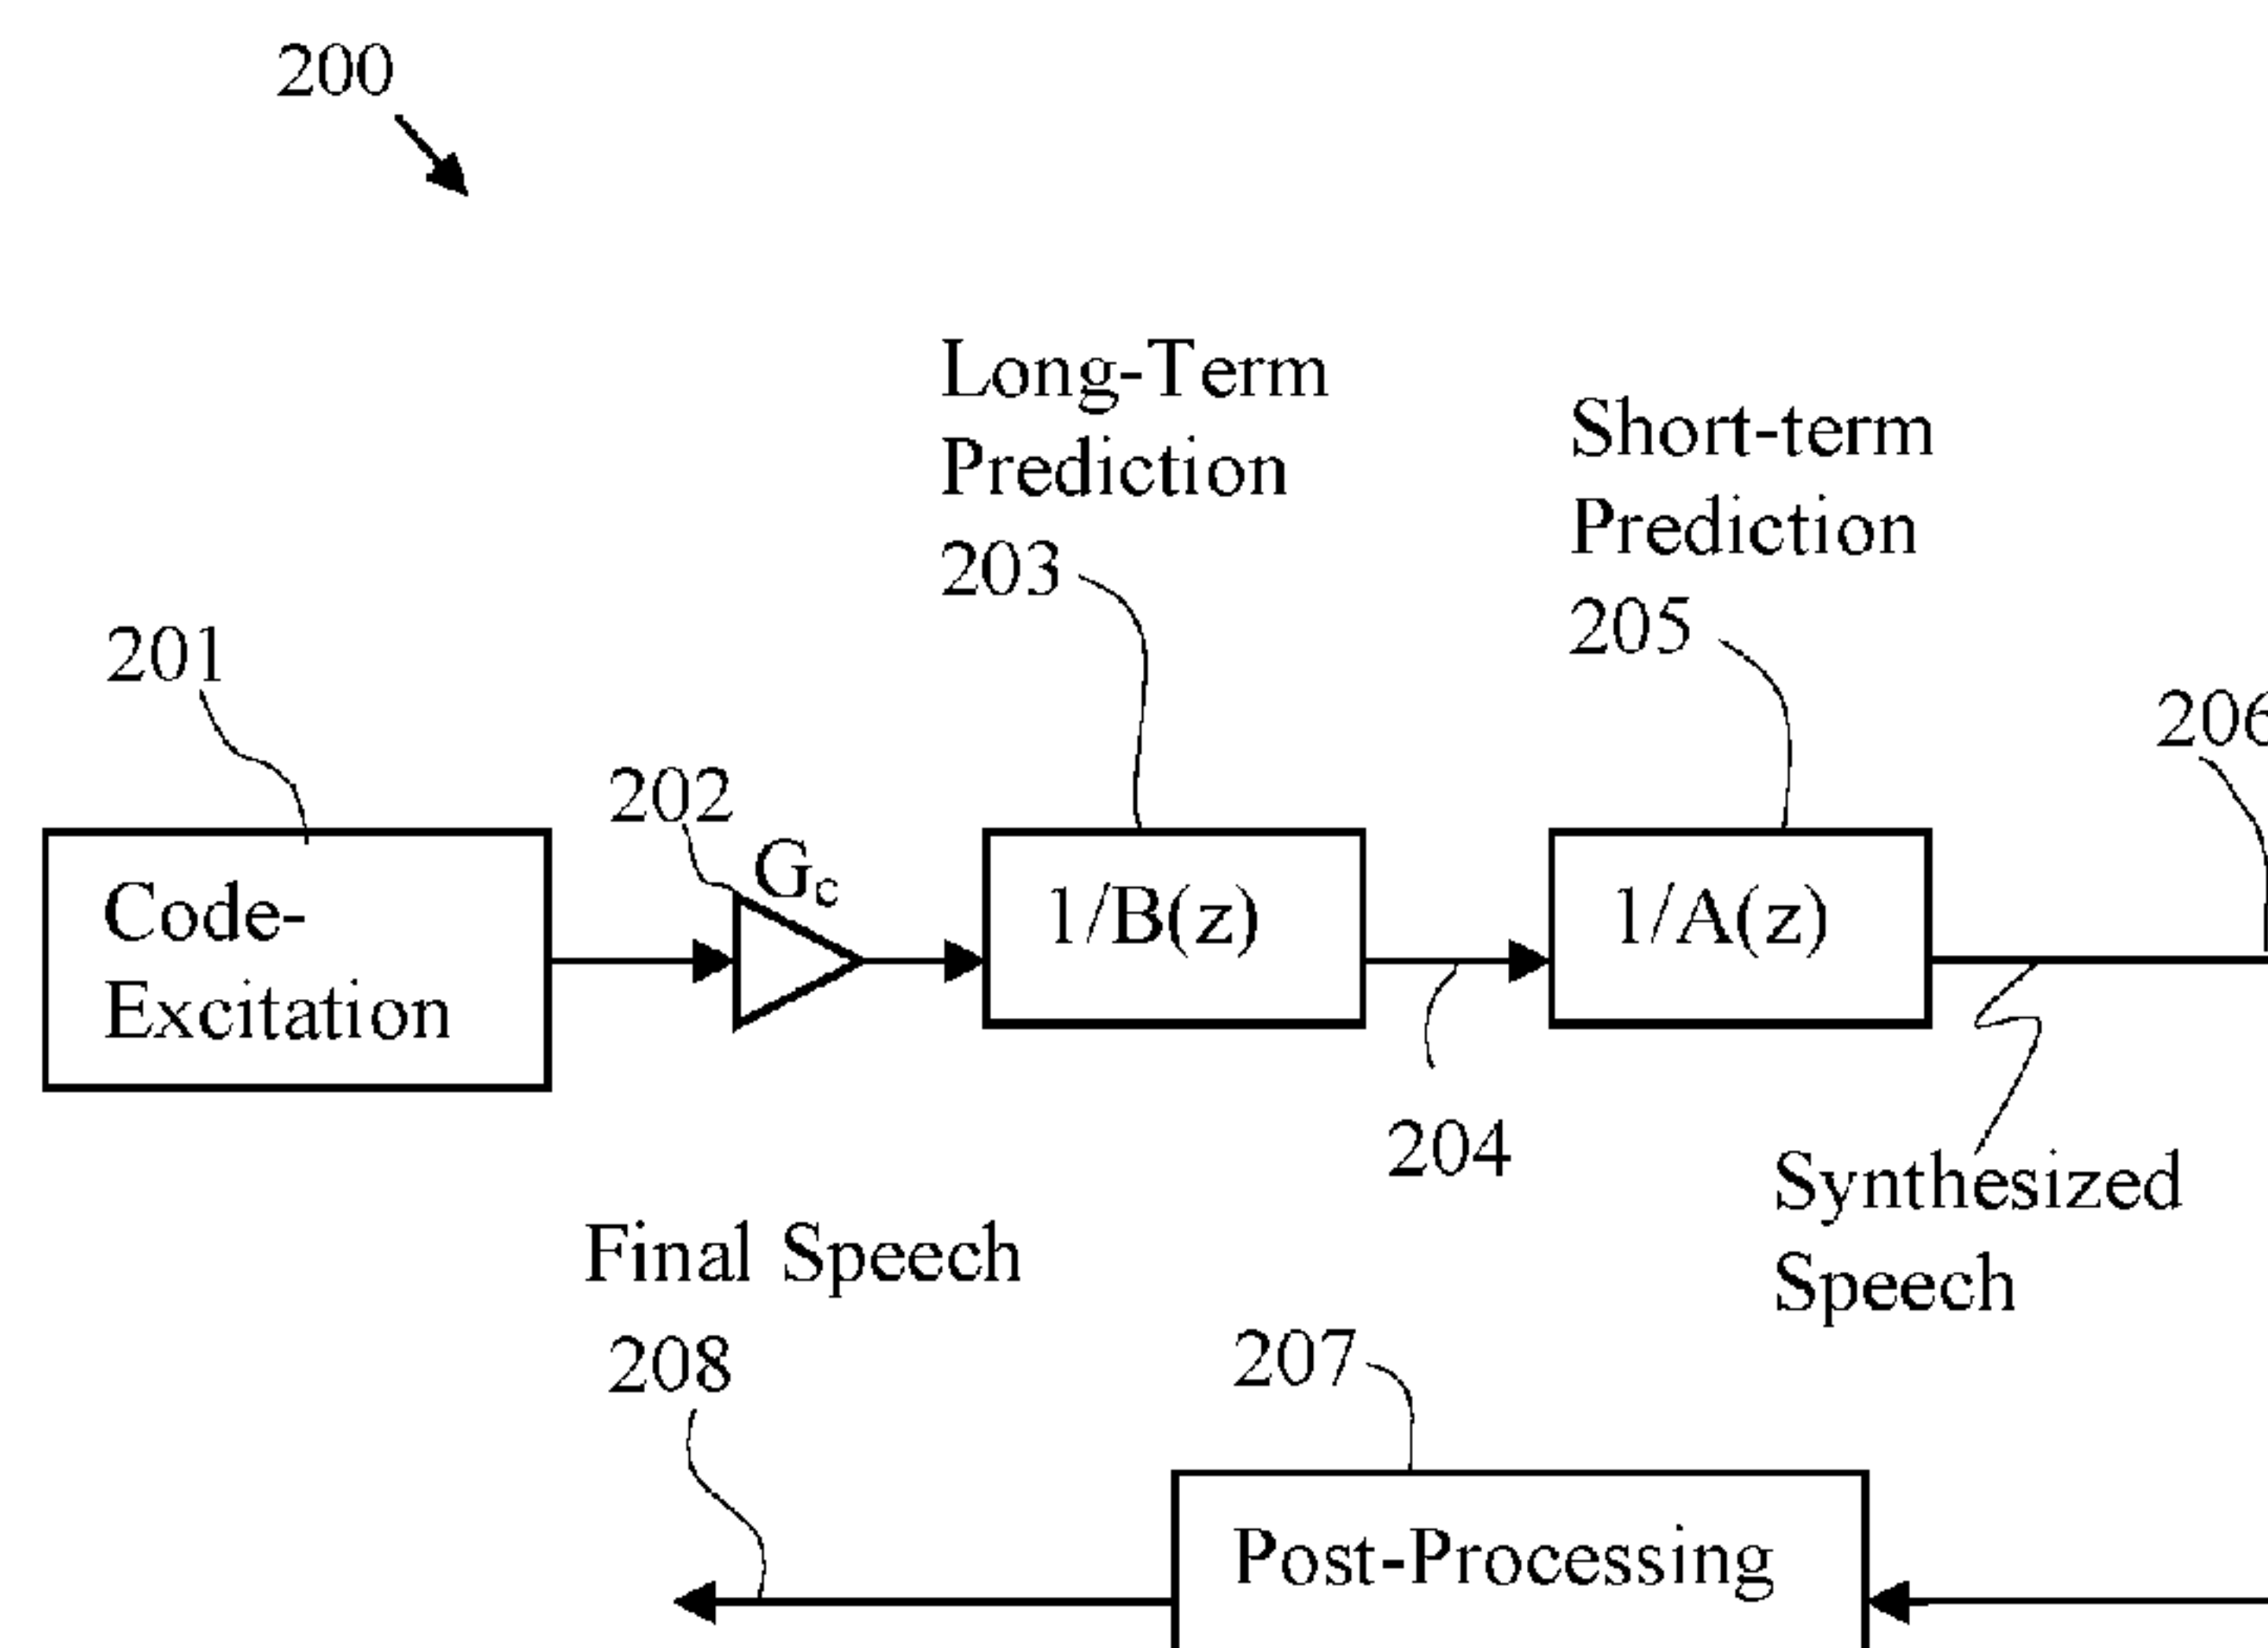 200
Long-Term
Prediction
203
Short-term
Prediction
205
201
206
202
Gc
Code-
Excitation
1/B(z)
1/A(z)
204
Synthesized
Speech
Final Speech
208
207
Post-Processing